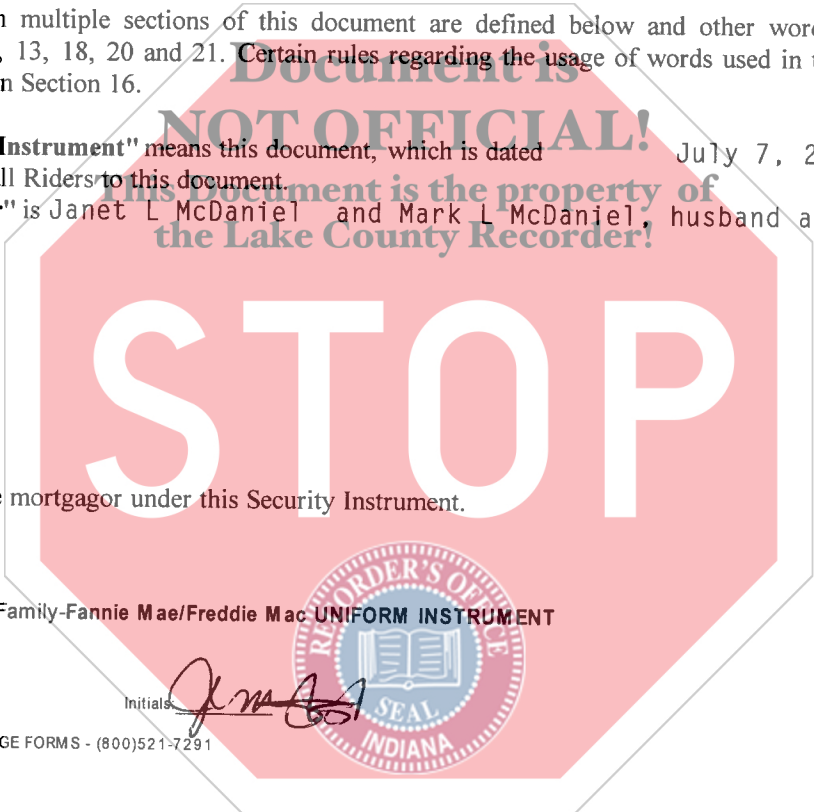 multiple sections of this document are defined below and other
, 13, 18, 20 and 21. Certain rules regarding the usage of words used in
n Section 16.
Document is
NOT OFFICIAL!
This Document is the property of
the Lake County Recorder!
Instrument" means this document, which is dated July 7, 2
ll Riders to this document.
" is Janet L McDaniel and Mark L McDaniel, husband a
STOP
mortgagor under this Security Instrument.
Family-Fannie Mae/Freddie Mac UNIFORM INSTRUMENT
RECORDER'S OFFICE
SEAL
INDIANA
Initials:
GE FORMS - (800)521-7291